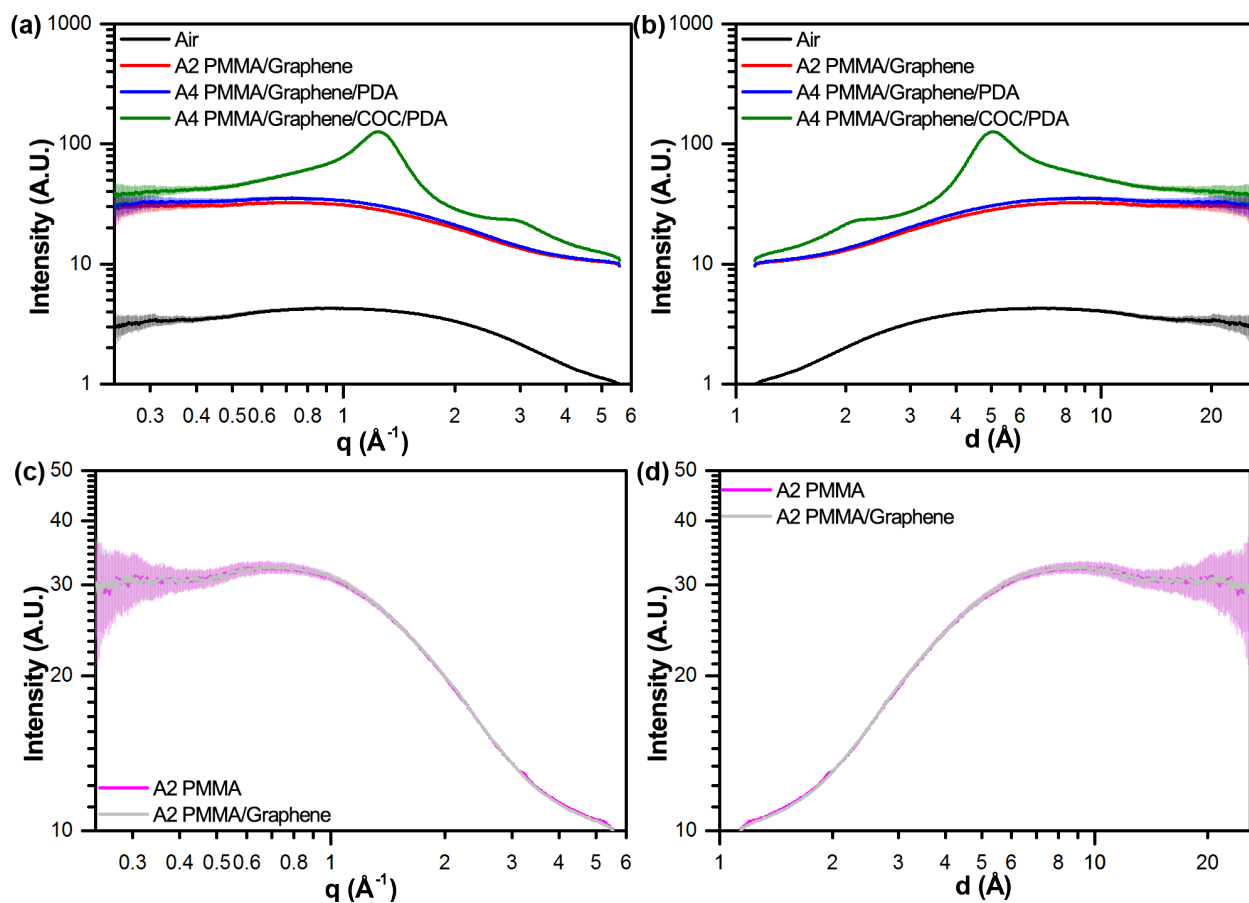 (a)
1000
100
10
1
Intensity (A.U.)
Air
A2 PMMA/Graphene
A4 PMMA/Graphene/PDA
A4 PMMA/Graphene/COC/PDA
0.3 0.4 0.5 0.6 0.8 1 2 3 4 5 6
q (Å⁻¹)
(b)
1000
100
10
1
Intensity (A.U.)
Air
A2 PMMA/Graphene
A4 PMMA/Graphene/PDA
A4 PMMA/Graphene/COC/PDA
1 2 3 4 5 6 8 10 20
d (Å)
(c)
50
40
30
20
10
Intensity (A.U.)
A2 PMMA
A2 PMMA/Graphene
0.3 0.4 0.5 0.6 0.8 1 2 3 4 5 6
q (Å⁻¹)
(d)
50
40
30
20
10
Intensity (A.U.)
A2 PMMA
A2 PMMA/Graphene
1 2 3 4 5 6 8 10 20
d (Å)